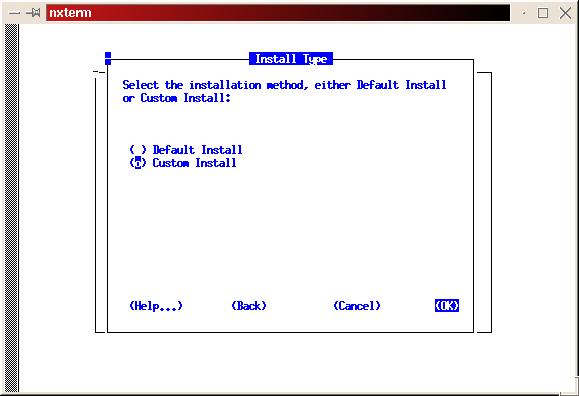 nxterm
Install Type
Select the installation method, either Default Install
or Custom Install:
( ) Default Install
(o) Custom Install
(Help...) (Back) (Cancel) (OK)